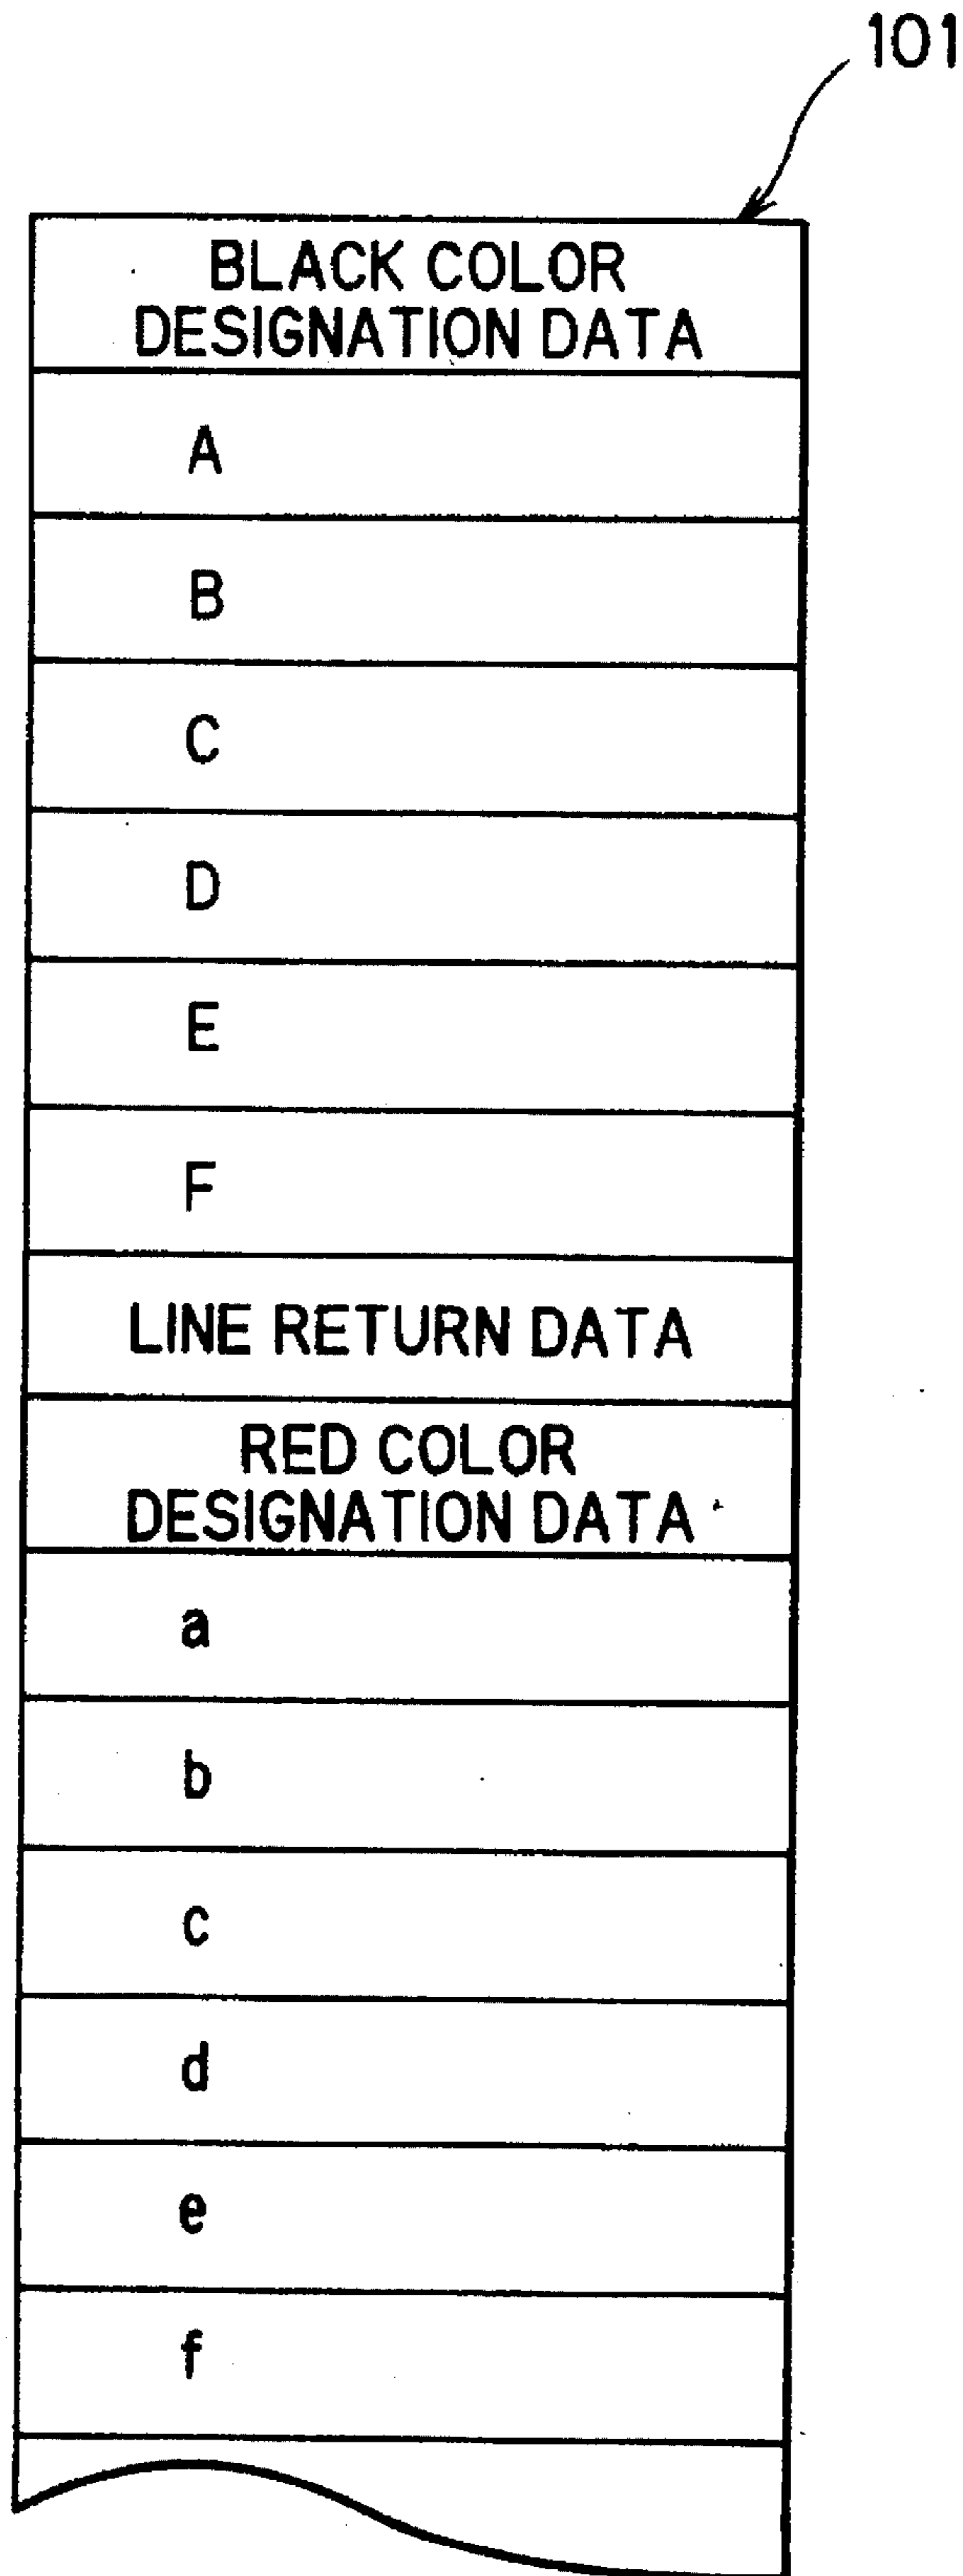 101
BLACK COLOR
DESIGNATION DATA
A
B
C
D
E
F
LINE RETURN DATA
RED COLOR
DESIGNATION DATA
a
b
c
d
e
f